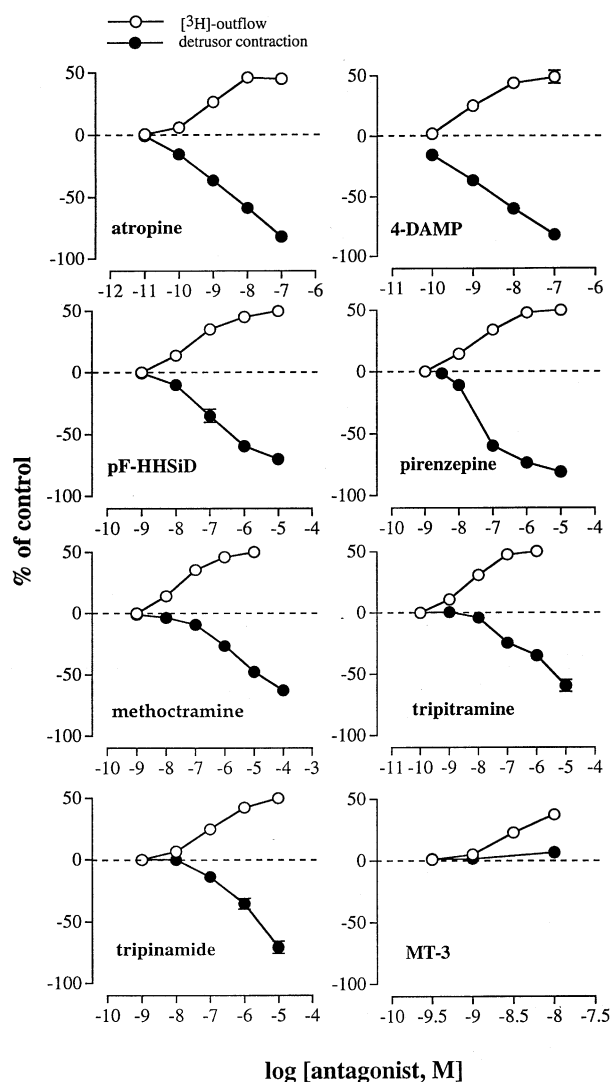 [³H]-outflow
detrusor contraction
50
0
-50
-100
atropine
-12 -11 -10 -9 -8 -7 -6
50
0
-50
-100
4-DAMP
-11 -10 -9 -8 -7 -6
50
0
-50
-100
pF-HHSiD
-10 -9 -8 -7 -6 -5 -4
50
0
-50
-100
pirenzepine
-10 -9 -8 -7 -6 -5 -4
% of control
50
0
-50
-100
methoctramine
-10 -9 -8 -7 -6 -5 -4 -3
50
0
-50
-100
tripitramine
-11 -10 -9 -8 -7 -6 -5 -4
50
0
-50
-100
tripinamide
-10 -9 -8 -7 -6 -5 -4
50
0
-50
-100
MT-3
-10 -9.5 -9 -8.5 -8 -7.5
log [antagonist, M]